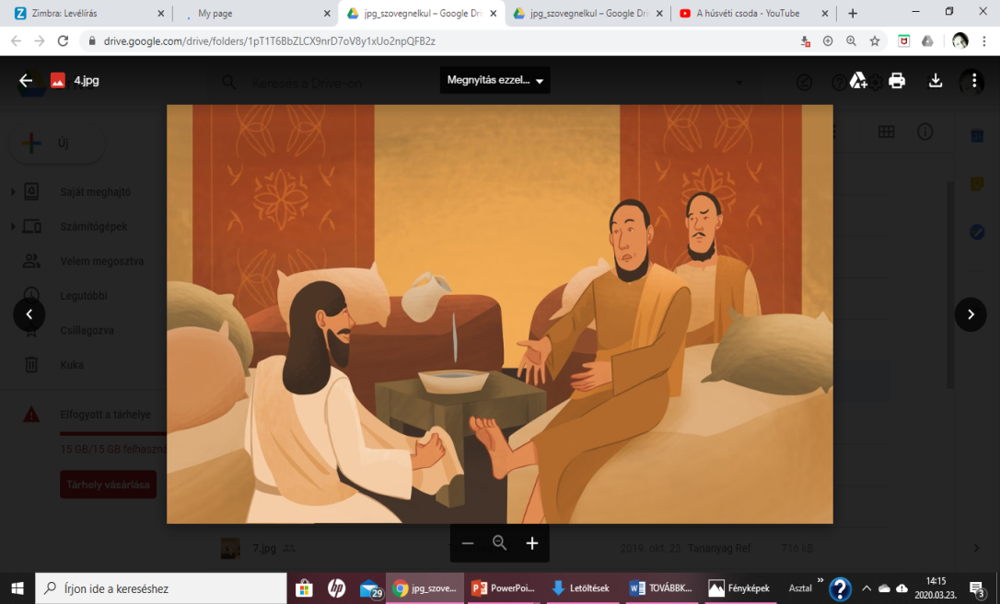 Zimbra: Levélírás
My page
jpg_szovegnelkul – Google Dri
jpg_szovegnelkul – Google Dri
A húsvéti csoda - YouTube
drive.google.com/drive/folders/1pT1T6BbZLCX9nrD7oV8y1xUo2npQFB2z
4.jpg
Keresés a Drive-on
Megnyitás ezzel...
Új
Saját meghajtó
Számítógépek
Velem megosztva
Legutóbbi
Csillagozva
Kuka
Elfogyott a tárhelye
15 GB/15 GB felhaszn
Tárhely vásárlása
7.jpg
2019. okt. 23. Tananyag Ref
716 kB
Írjon ide a kereséshez
hp
29
jpg_szove...
PowerPoi...
Letöltések
TOVÁBBK...
Fényképek
Asztal
14:15
2020.03.23.
3